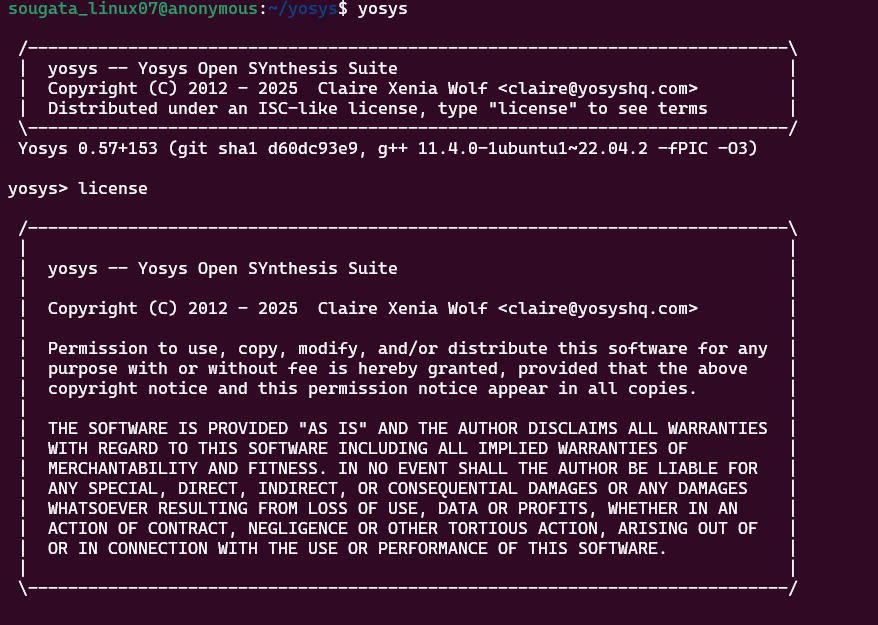 sougata_linux07@anonymous:~/yosys$ yosys
/----------------------------------------------------------------------------\
|  yosys -- Yosys Open SYnthesis Suite                                       |
|  Copyright (C) 2012 - 2025  Claire Xenia Wolf <claire@yosyshq.com>         |
|  Distributed under an ISC-like license, type "license" to see terms        |
\----------------------------------------------------------------------------/
Yosys 0.57+153 (git sha1 d60dc93e9, g++ 11.4.0-1ubuntu1~22.04.2 -fPIC -O3)
yosys> license
/----------------------------------------------------------------------------\
|                                                                            |
|  yosys -- Yosys Open SYnthesis Suite                                       |
|                                                                            |
|  Copyright (C) 2012 - 2025  Claire Xenia Wolf <claire@yosyshq.com>         |
|                                                                            |
|  Permission to use, copy, modify, and/or distribute this software for any  |
|  purpose with or without fee is hereby granted, provided that the above    |
|  copyright notice and this permission notice appear in all copies.         |
|                                                                            |
|  THE SOFTWARE IS PROVIDED "AS IS" AND THE AUTHOR DISCLAIMS ALL WARRANTIES  |
|  WITH REGARD TO THIS SOFTWARE INCLUDING ALL IMPLIED WARRANTIES OF          |
|  MERCHANTABILITY AND FITNESS. IN NO EVENT SHALL THE AUTHOR BE LIABLE FOR   |
|  ANY SPECIAL, DIRECT, INDIRECT, OR CONSEQUENTIAL DAMAGES OR ANY DAMAGES    |
|  WHATSOEVER RESULTING FROM LOSS OF USE, DATA OR PROFITS, WHETHER IN AN     |
|  ACTION OF CONTRACT, NEGLIGENCE OR OTHER TORTIOUS ACTION, ARISING OUT OF   |
|  OR IN CONNECTION WITH THE USE OR PERFORMANCE OF THIS SOFTWARE.            |
|                                                                            |
\----------------------------------------------------------------------------/